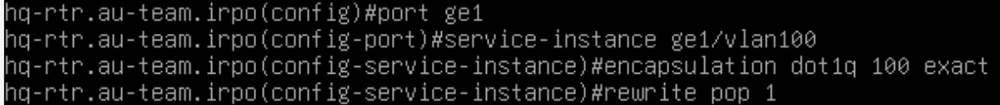 hq-rtr.au-team.irpo(config)#port ge1
hq-rtr.au-team.irpo(config-port)#service-instance ge1/vlan100
hq-rtr.au-team.irpo(config-service-instance)#encapsulation dot1q 100 exact
hq-rtr.au-team.irpo(config-service-instance)#rewrite pop 1